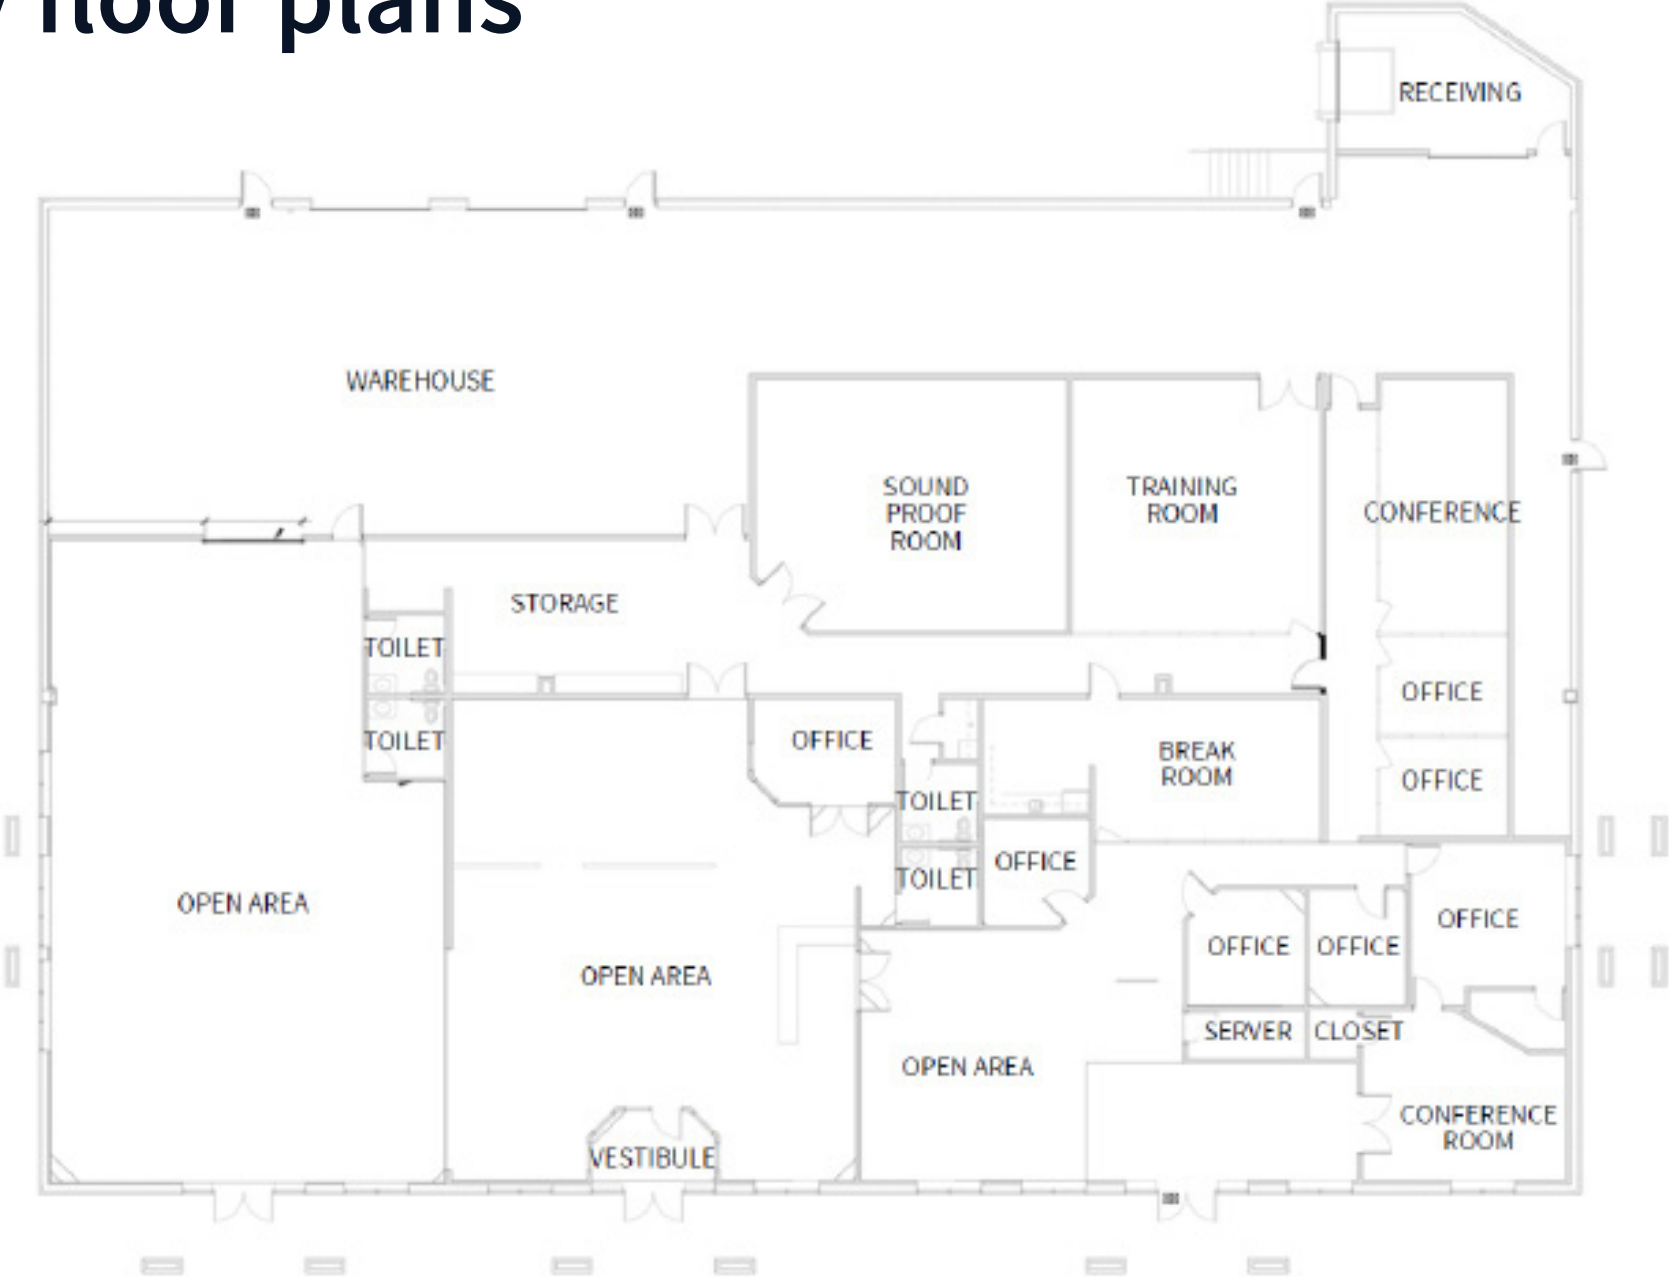 floor plans
RECEIVING
WAREHOUSE
SOUND
PROOF
ROOM
TRAINING
ROOM
CONFERENCE
STORAGE
TOILET
TOILET
OFFICE
OFFICE
BREAK
ROOM
OFFICE
TOILET
TOILET
OFFICE
OPEN AREA
OFFICE
OFFICE
OFFICE
OPEN AREA
SERVER
CLOSET
OPEN AREA
CONFERENCE
ROOM
VESTIBULE